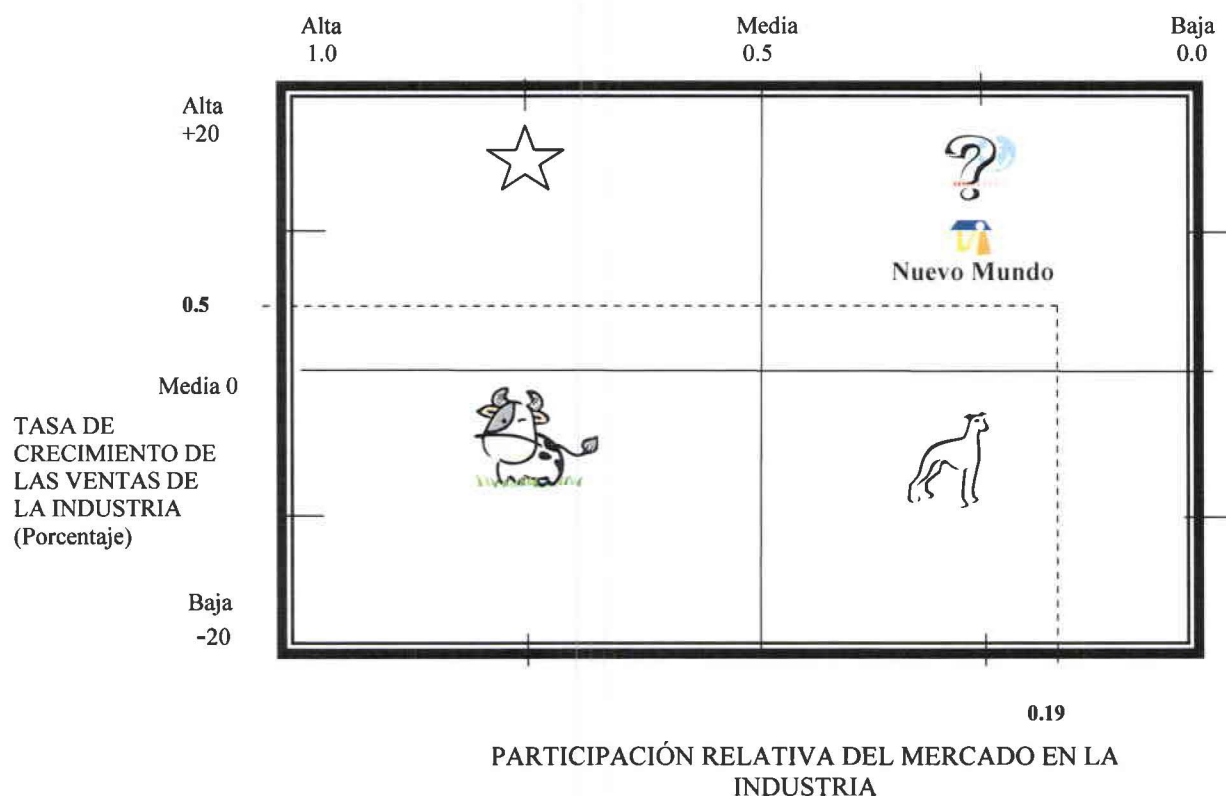 Alta Media Baja
1.0 0.5 0.0
Alta
+20
?
Nuevo Mundo
0.5
Media 0
TASA DE
CRECIMIENTO DE
LAS VENTAS DE
LA INDUSTRIA
(Porcentaje)
Baja
-20
0.19
PARTICIPACIÓN RELATIVA DEL MERCADO EN LA
INDUSTRIA